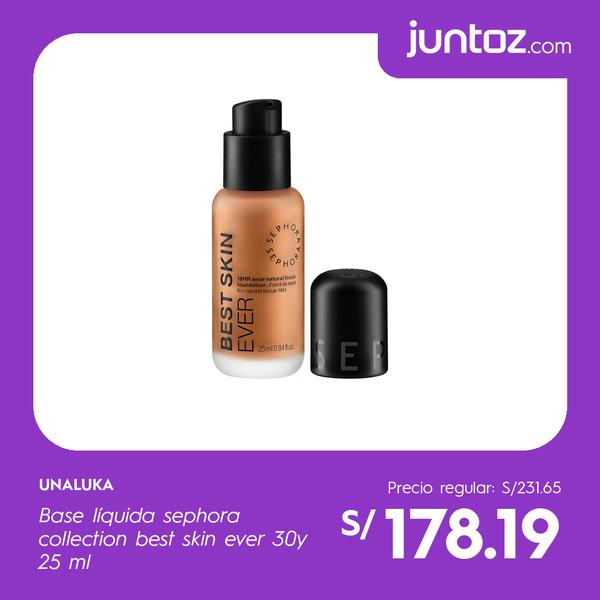 juntoz.com
SEPHORA SEPHORA
BEST SKIN
EVER
16HR wear natural finish
foundation . Fond de teint
fini naturel tenue 16H
25 ml 0.84 fl.oz
SEP
UNALUKA
Base líquida sephora
collection best skin ever 30y
25 ml
Precio regular: S/231.65
S/178.19